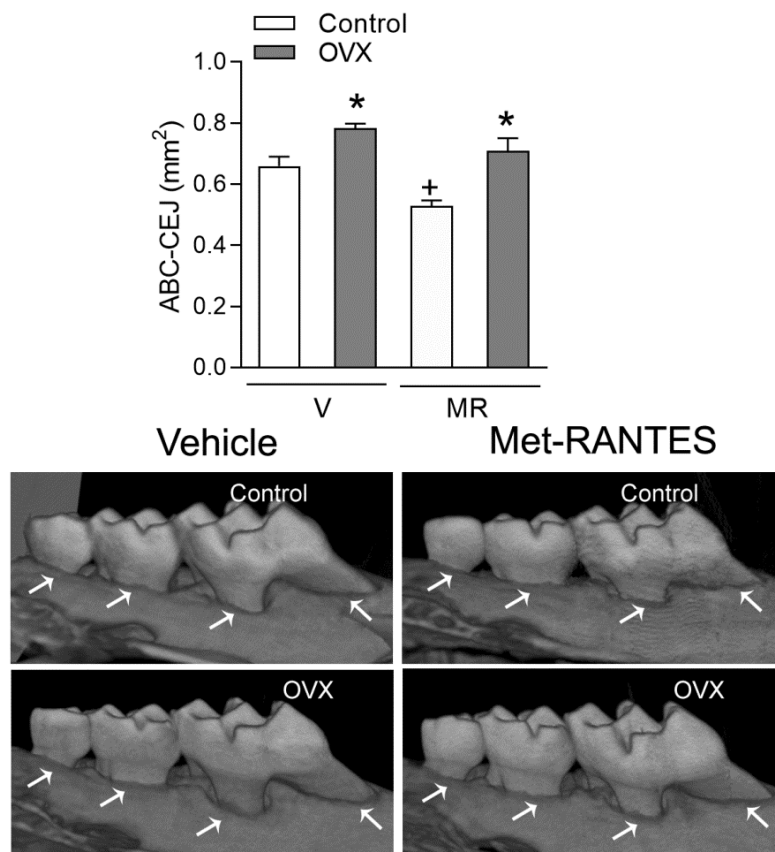 Control
OVX
ABC-CEJ (mm²)
1.0
0.8
0.6
0.4
0.2
0.0
*
+
*
V
MR
Vehicle
Met-RANTES
Control
Control
OVX
OVX